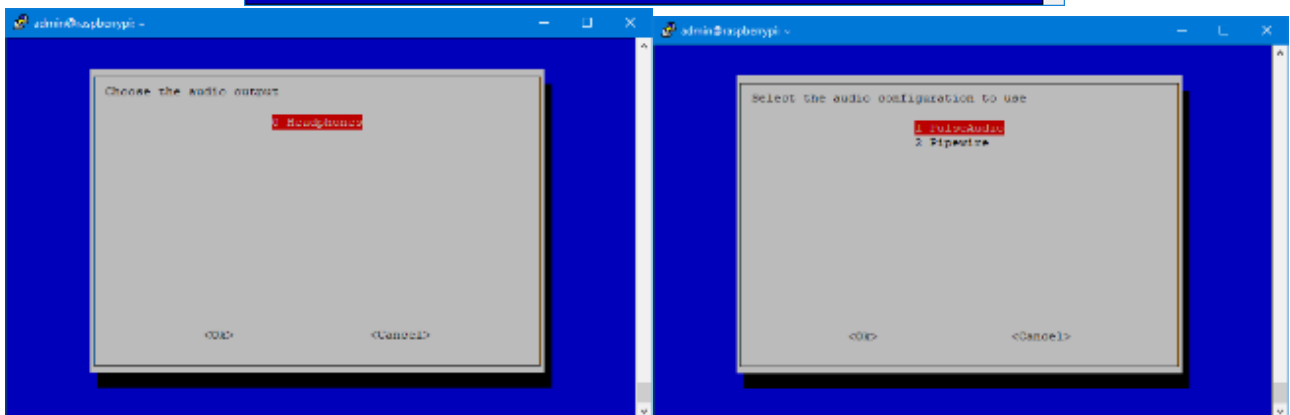 admin@raspberrypi: ~
Choose the audio output
0 Headphones
<Ok> <Cancel>
admin@raspberrypi: ~
Select the audio configuration to use
1 PulseAudio
2 Pipewire
<Ok> <Cancel>